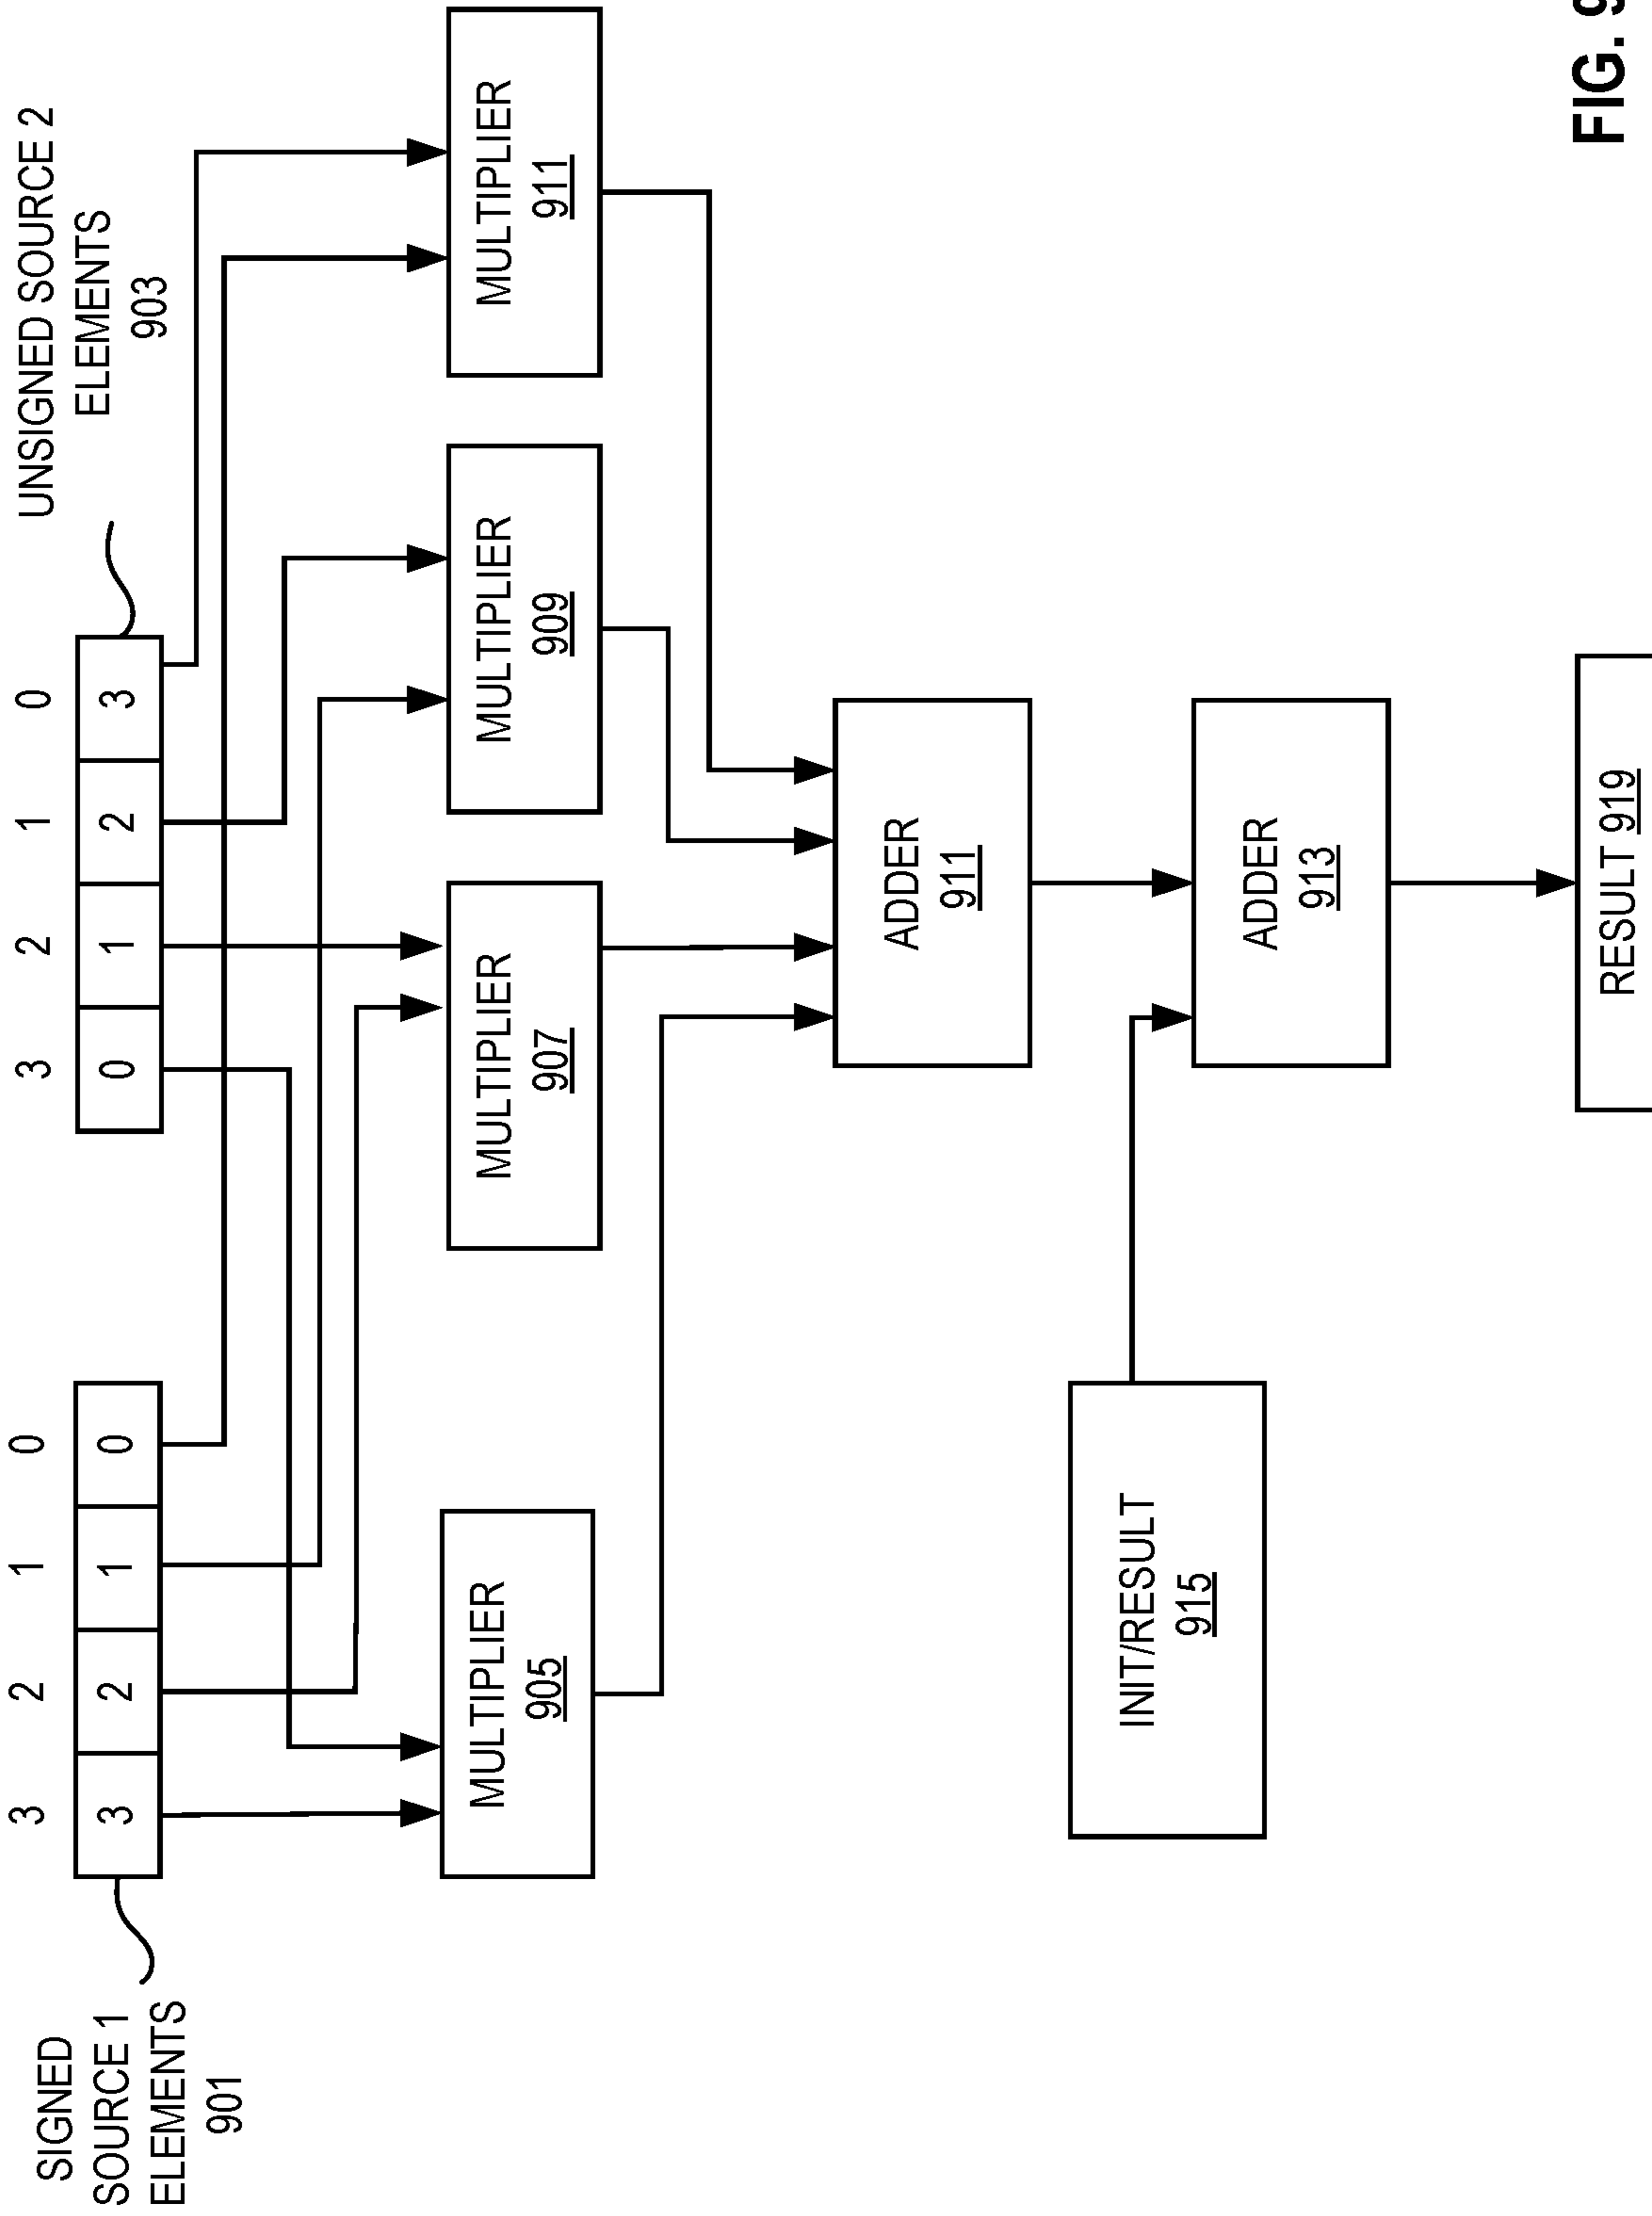 3 2 1 0
3 2 1 0
SIGNED
SOURCE 1
ELEMENTS
901
3 2 1 0
0 1 2 3
UNSIGNED SOURCE 2
ELEMENTS
903
MULTIPLIER
905
MULTIPLIER
907
MULTIPLIER
909
MULTIPLIER
911
ADDER
911
INIT/RESULT
915
ADDER
913
RESULT 919
FIG. 9